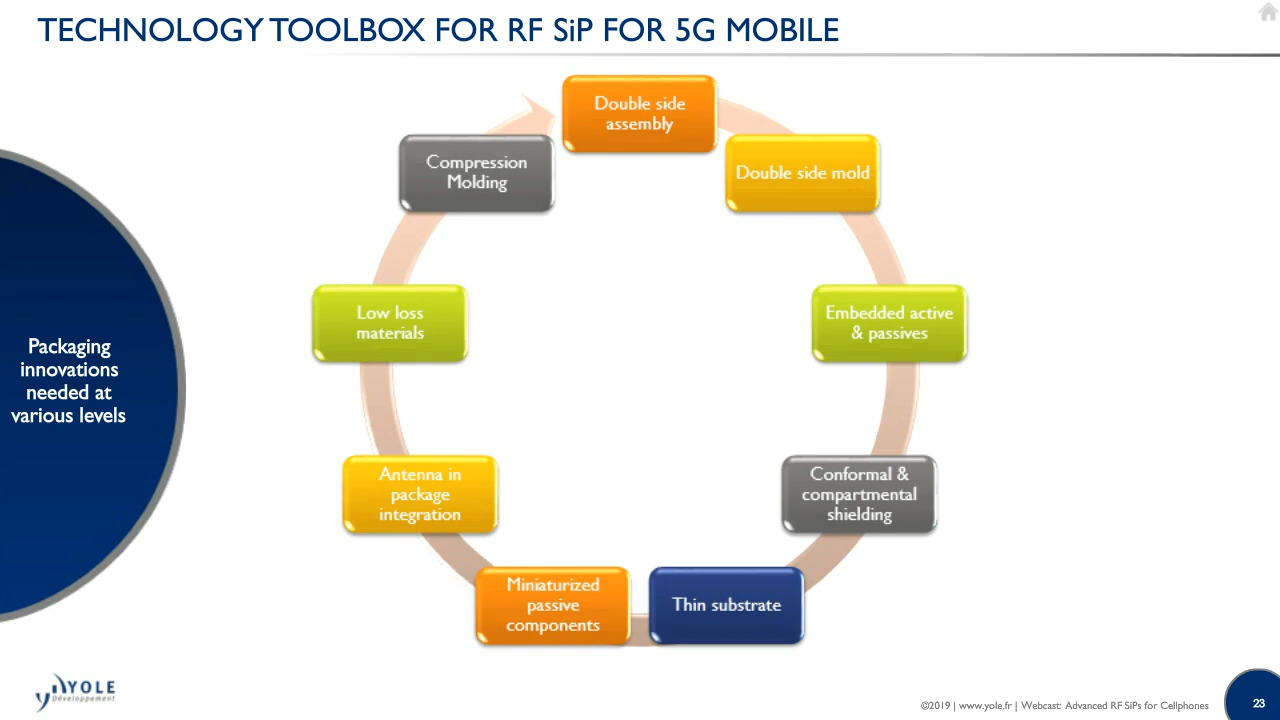 TECHNOLOGY TOOLBOX FOR RF SiP FOR 5G MOBILE
Double side
assembly
Double side mold
Embedded active
& passives
Conformal &
compartmental
shielding
Thin substrate
Miniaturized
passive
components
Antenna in
package
integration
Low loss
materials
Compression
Molding
Packaging
innovations
needed at
various levels
YOLE
Développement
©2019 | www.yole.fr | Webcast: Advanced RF SiPs for Cellphones
23